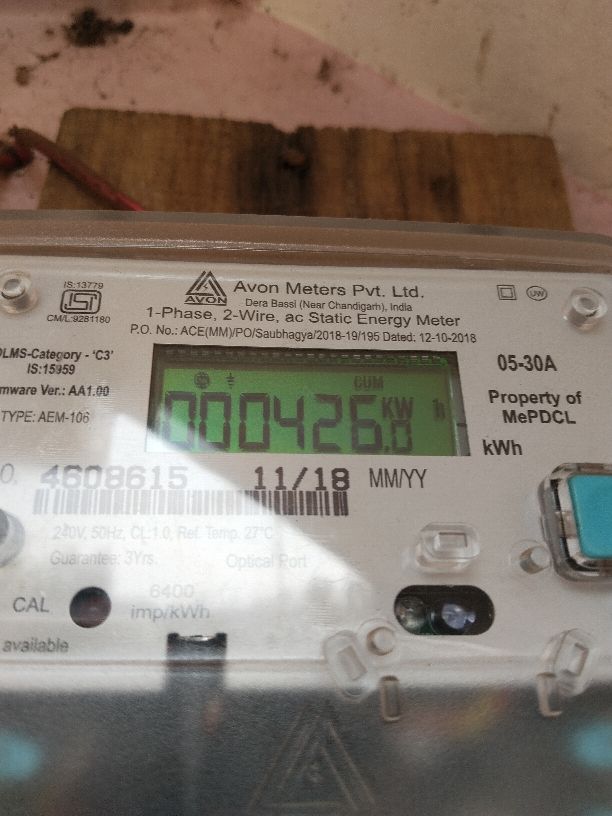 IS:13779
ISI
CM/L:9281180
AVON
Avon Meters Pvt. Ltd.
Dera Bassi (Near Chandigarh), India
1-Phase, 2-Wire, ac Static Energy Meter
P.O. No.: ACE(MM)/PO/Saubhagya/2018-19/195 Dated: 12-10-2018
UW
DLMS-Category - 'C3'
IS:15959
mware Ver.: AA1.00
TYPE: AEM-106
CUM
000426.0 KW h
05-30A
Property of
MePDCL
kWh
O. 4608615 11/18 MM/YY
240V, 50Hz, CL:1.0, Ref. Temp. 27°C
Guarantee: 3Yrs. Optical Port
CAL 6400
imp/kWh
available